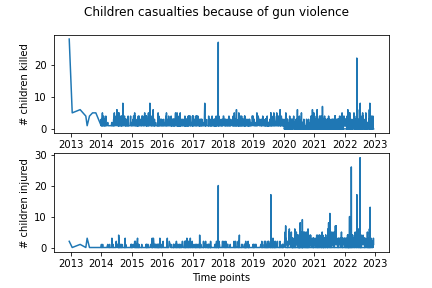 Children casualties because of gun violence
# children killed
20
10
0
2013 2014 2015 2016 2017 2018 2019 2020 2021 2022 2023
# children injured
30
20
10
0
2013 2014 2015 2016 2017 2018 2019 2020 2021 2022 2023
Time points